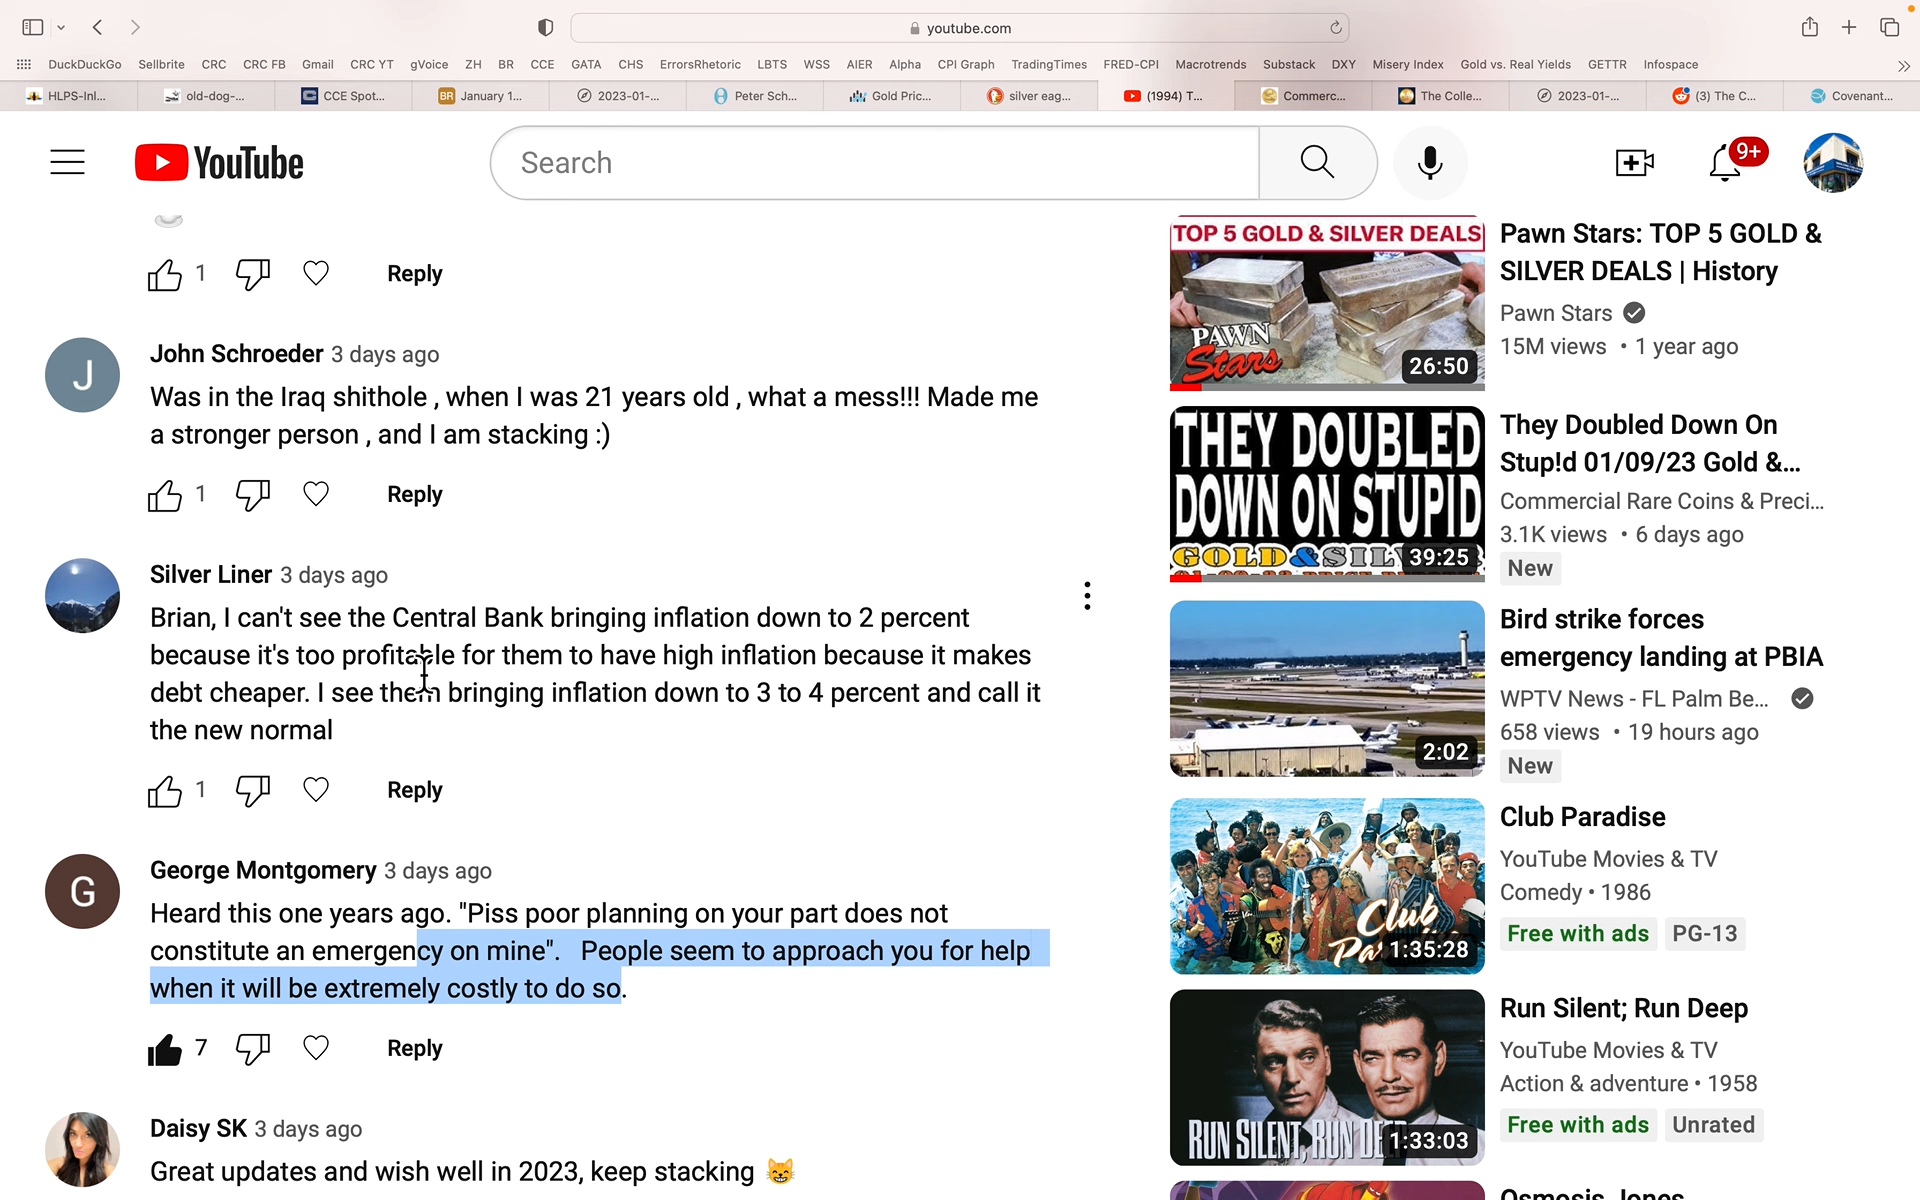 youtube.com
DuckDuckGo Sellbrite CRC CRC FB Gmail CRC YT gVoice ZH BR CCE GATA CHS ErrorsRhetoric LBTS WSS AIER Alpha CPI Graph TradingTimes FRED-CPI Macrotrends Substack DXY Misery Index Gold vs. Real Yields GETTR Infospace
HLPS-Inl... old-dog-... CCE Spot... BR January 1... 2023-01-... Peter Sch... Gold Pric... silver eag... (1994) T... Commerc... The Colle... 2023-01-... (3) The C... Covenant...
YouTube
Search
9+
1 Reply
J
John Schroeder 3 days ago
Was in the Iraq shithole , when I was 21 years old , what a mess!!! Made me
a stronger person , and I am stacking :)
1 Reply
Silver Liner 3 days ago
Brian, I can't see the Central Bank bringing inflation down to 2 percent
because it's too profitable for them to have high inflation because it makes
debt cheaper. I see them bringing inflation down to 3 to 4 percent and call it
the new normal
1 Reply
G
George Montgomery 3 days ago
Heard this one years ago. "Piss poor planning on your part does not
constitute an emergency on mine".   People seem to approach you for help
when it will be extremely costly to do so.
7 Reply
Daisy SK 3 days ago
Great updates and wish well in 2023, keep stacking 😸
TOP 5 GOLD & SILVER DEALS
PAWN
Stars
26:50
Pawn Stars: TOP 5 GOLD &
SILVER DEALS | History
Pawn Stars
15M views • 1 year ago
THEY DOUBLED
DOWN ON STUPID
39:25
They Doubled Down On
Stup!d 01/09/23 Gold &...
Commercial Rare Coins & Preci...
3.1K views • 6 days ago
New
2:02
Bird strike forces
emergency landing at PBIA
WPTV News - FL Palm Be...
658 views • 19 hours ago
New
Club
1:35:28
Club Paradise
YouTube Movies & TV
Comedy • 1986
Free with ads PG-13
RUN SILENT, RUN
1:33:03
Run Silent; Run Deep
YouTube Movies & TV
Action & adventure • 1958
Free with ads Unrated
Osmosis Jones